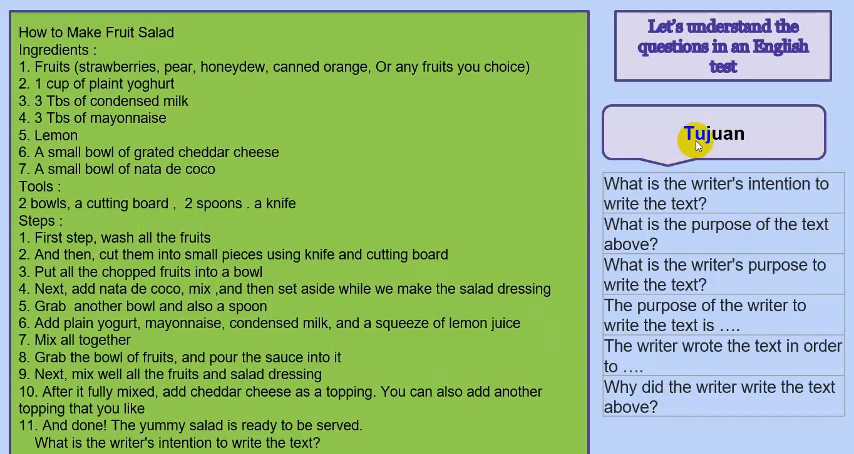 How to Make Fruit Salad
Ingredients :
1. Fruits (strawberries, pear, honeydew, canned orange, Or any fruits you choice)
2. 1 cup of plaint yoghurt
3. 3 Tbs of condensed milk
4. 3 Tbs of mayonnaise
5. Lemon
6. A small bowl of grated cheddar cheese
7. A small bowl of nata de coco
Tools :
2 bowls, a cutting board , 2 spoons . a knife
Steps :
1. First step, wash all the fruits
2. And then, cut them into small pieces using knife and cutting board
3. Put all the chopped fruits into a bowl
4. Next, add nata de coco, mix ,and then set aside while we make the salad dressing
5. Grab another bowl and also a spoon
6. Add plain yogurt, mayonnaise, condensed milk, and a squeeze of lemon juice
7. Mix all together
8. Grab the bowl of fruits, and pour the sauce into it
9. Next, mix well all the fruits and salad dressing
10. After it fully mixed, add cheddar cheese as a topping. You can also add another
topping that you like
11. And done! The yummy salad is ready to be served.
What is the writer's intention to write the text?
Let's understand the
questions in an English
test
Tujuan
What is the writer's intention to
write the text?
What is the purpose of the text
above?
What is the writer's purpose to
write the text?
The purpose of the writer to
write the text is ....
The writer wrote the text in order
to ....
Why did the writer write the text
above?